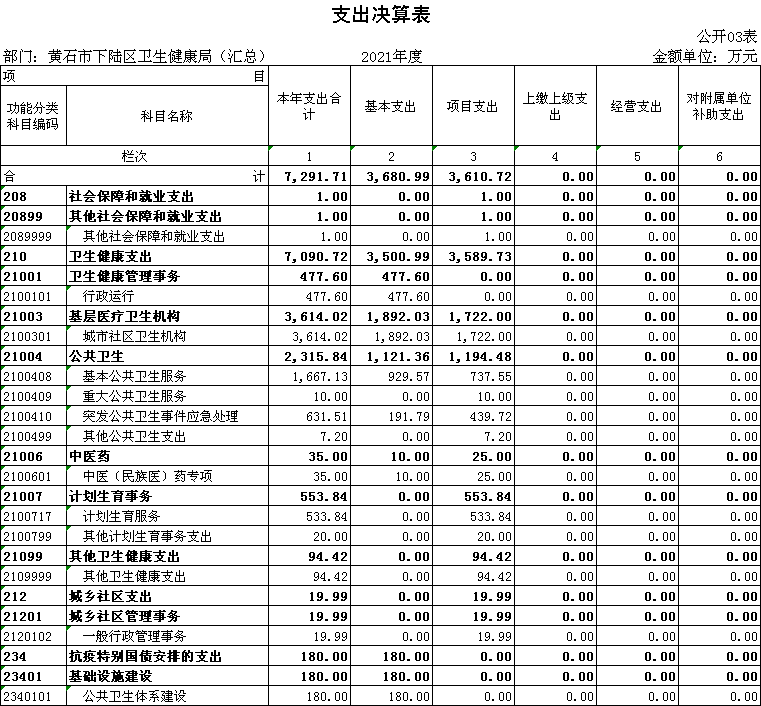 支出决算表
公开03表
部门：黄石市下陆区卫生健康局（汇总） 2021年度 金额单位：万元
项 目
功能分类科目编码 科目名称 本年支出合计 基本支出 项目支出 上缴上级支出 经营支出 对附属单位补助支出
栏次 1 2 3 4 5 6
合 计 7,291.71 3,680.99 3,610.72 0.00 0.00 0.00
208 社会保障和就业支出 1.00 0.00 1.00 0.00 0.00 0.00
20899 其他社会保障和就业支出 1.00 0.00 1.00 0.00 0.00 0.00
2089999 其他社会保障和就业支出 1.00 0.00 1.00 0.00 0.00 0.00
210 卫生健康支出 7,090.72 3,500.99 3,589.73 0.00 0.00 0.00
21001 卫生健康管理事务 477.60 477.60 0.00 0.00 0.00 0.00
2100101 行政运行 477.60 477.60 0.00 0.00 0.00 0.00
21003 基层医疗卫生机构 3,614.02 1,892.03 1,722.00 0.00 0.00 0.00
2100301 城市社区卫生机构 3,614.02 1,892.03 1,722.00 0.00 0.00 0.00
21004 公共卫生 2,315.84 1,121.36 1,194.48 0.00 0.00 0.00
2100408 基本公共卫生服务 1,667.13 929.57 737.55 0.00 0.00 0.00
2100409 重大公共卫生服务 10.00 0.00 10.00 0.00 0.00 0.00
2100410 突发公共卫生事件应急处理 631.51 191.79 439.72 0.00 0.00 0.00
2100499 其他公共卫生支出 7.20 0.00 7.20 0.00 0.00 0.00
21006 中医药 35.00 10.00 25.00 0.00 0.00 0.00
2100601 中医（民族医）药专项 35.00 10.00 25.00 0.00 0.00 0.00
21007 计划生育事务 553.84 0.00 553.84 0.00 0.00 0.00
2100717 计划生育服务 533.84 0.00 533.84 0.00 0.00 0.00
2100799 其他计划生育事务支出 20.00 0.00 20.00 0.00 0.00 0.00
21099 其他卫生健康支出 94.42 0.00 94.42 0.00 0.00 0.00
2109999 其他卫生健康支出 94.42 0.00 94.42 0.00 0.00 0.00
212 城乡社区支出 19.99 0.00 19.99 0.00 0.00 0.00
21201 城乡社区管理事务 19.99 0.00 19.99 0.00 0.00 0.00
2120102 一般行政管理事务 19.99 0.00 19.99 0.00 0.00 0.00
234 抗疫特别国债安排的支出 180.00 180.00 0.00 0.00 0.00 0.00
23401 基础设施建设 180.00 180.00 0.00 0.00 0.00 0.00
2340101 公共卫生体系建设 180.00 180.00 0.00 0.00 0.00 0.00